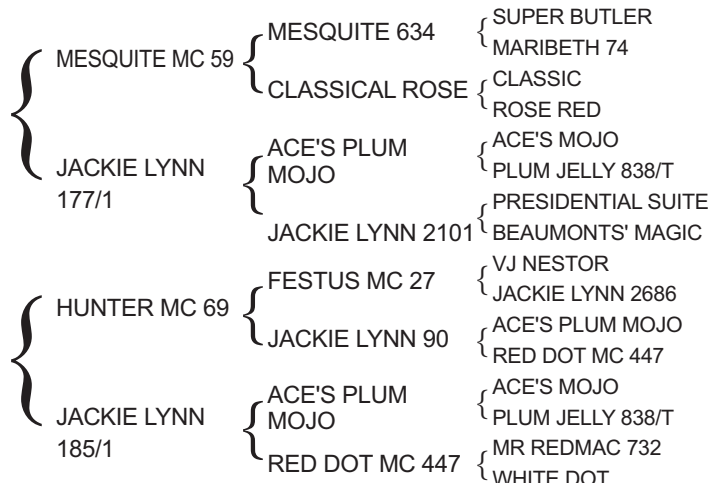 SUPER BUTLER
MESQUITE 634
MARIBETH 74
MESQUITE MC 59
CLASSIC
CLASSICAL ROSE
ROSE RED
ACE'S MOJO
ACE'S PLUM
MOJO
PLUM JELLY 838/T
JACKIE LYNN
177/1
PRESIDENTIAL SUITE
JACKIE LYNN 2101
BEAUMONTS' MAGIC
VJ NESTOR
FESTUS MC 27
JACKIE LYNN 2686
HUNTER MC 69
ACE'S PLUM MOJO
JACKIE LYNN 90
RED DOT MC 447
ACE'S MOJO
ACE'S PLUM
MOJO
PLUM JELLY 838/T
JACKIE LYNN
185/1
MR REDMAC 732
RED DOT MC 447
WHITE DOT